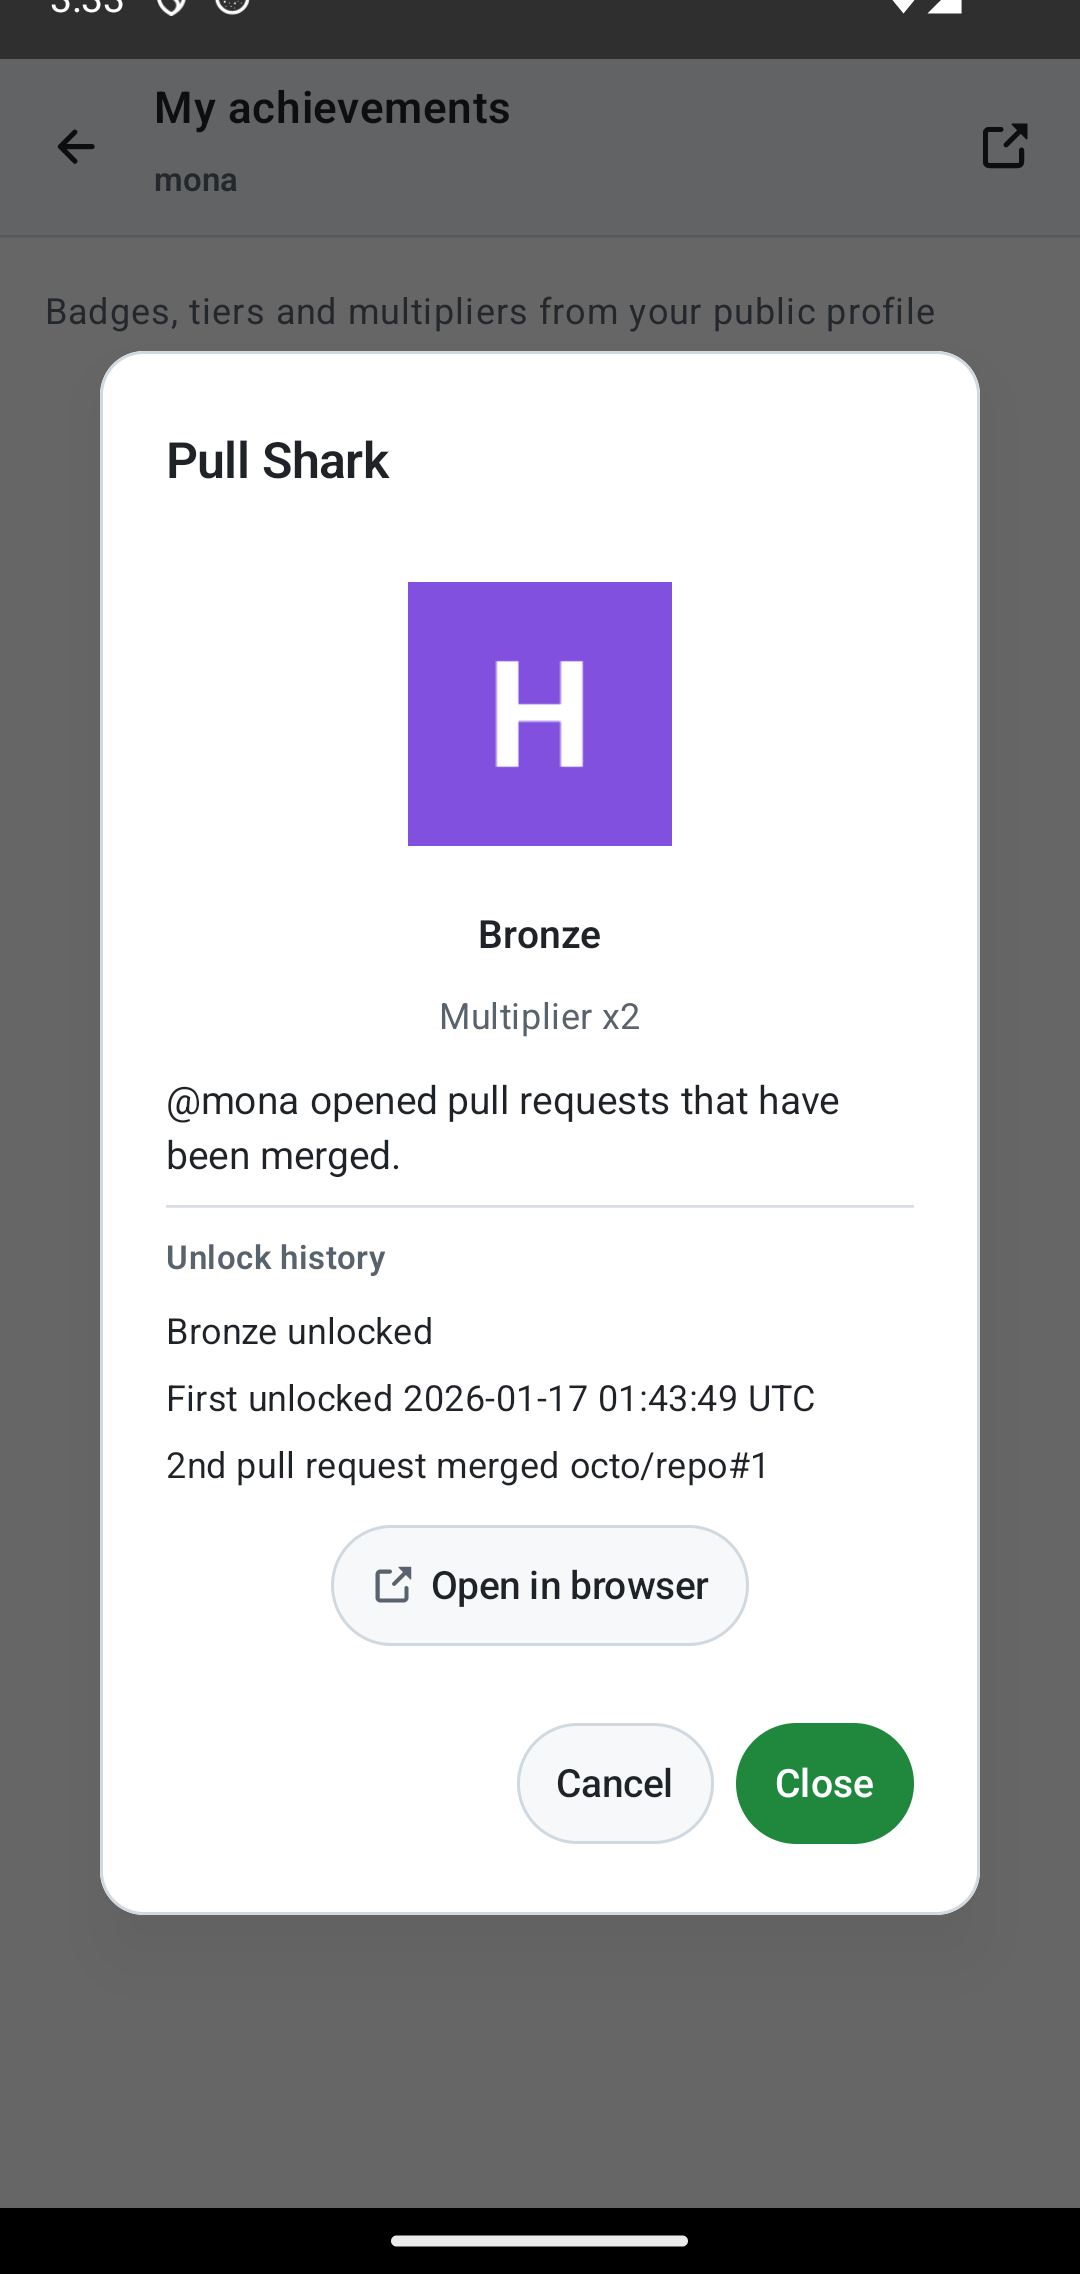 3:33
My achievements
mona
Badges, tiers and multipliers from your public profile
Pull Shark
H
Bronze
Multiplier x2
@mona opened pull requests that have
been merged.
Unlock history
Bronze unlocked
First unlocked 2026-01-17 01:43:49 UTC
2nd pull request merged octo/repo#1
Open in browser
Cancel
Close